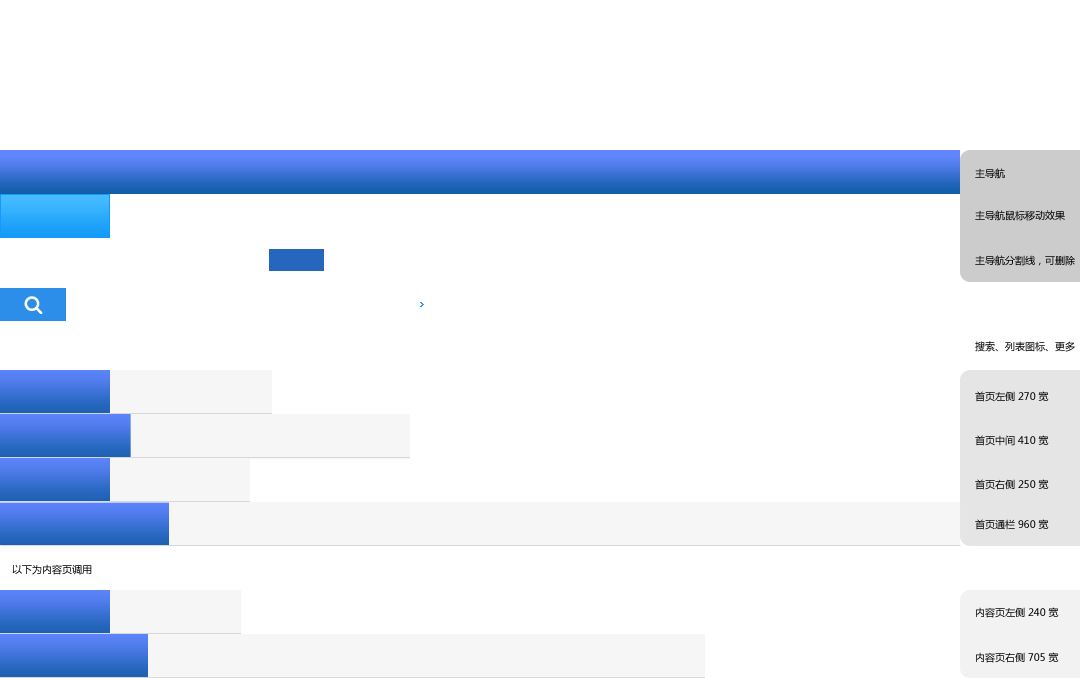 主导航
主导航鼠标移动效果
主导航分割线，可删除
搜索、列表图标、更多
首页左侧 270 宽
首页中间 410 宽
首页右侧 250 宽
首页通栏 960 宽
以下为内容页调用
内容页左侧 240 宽
内容页右侧 705 宽